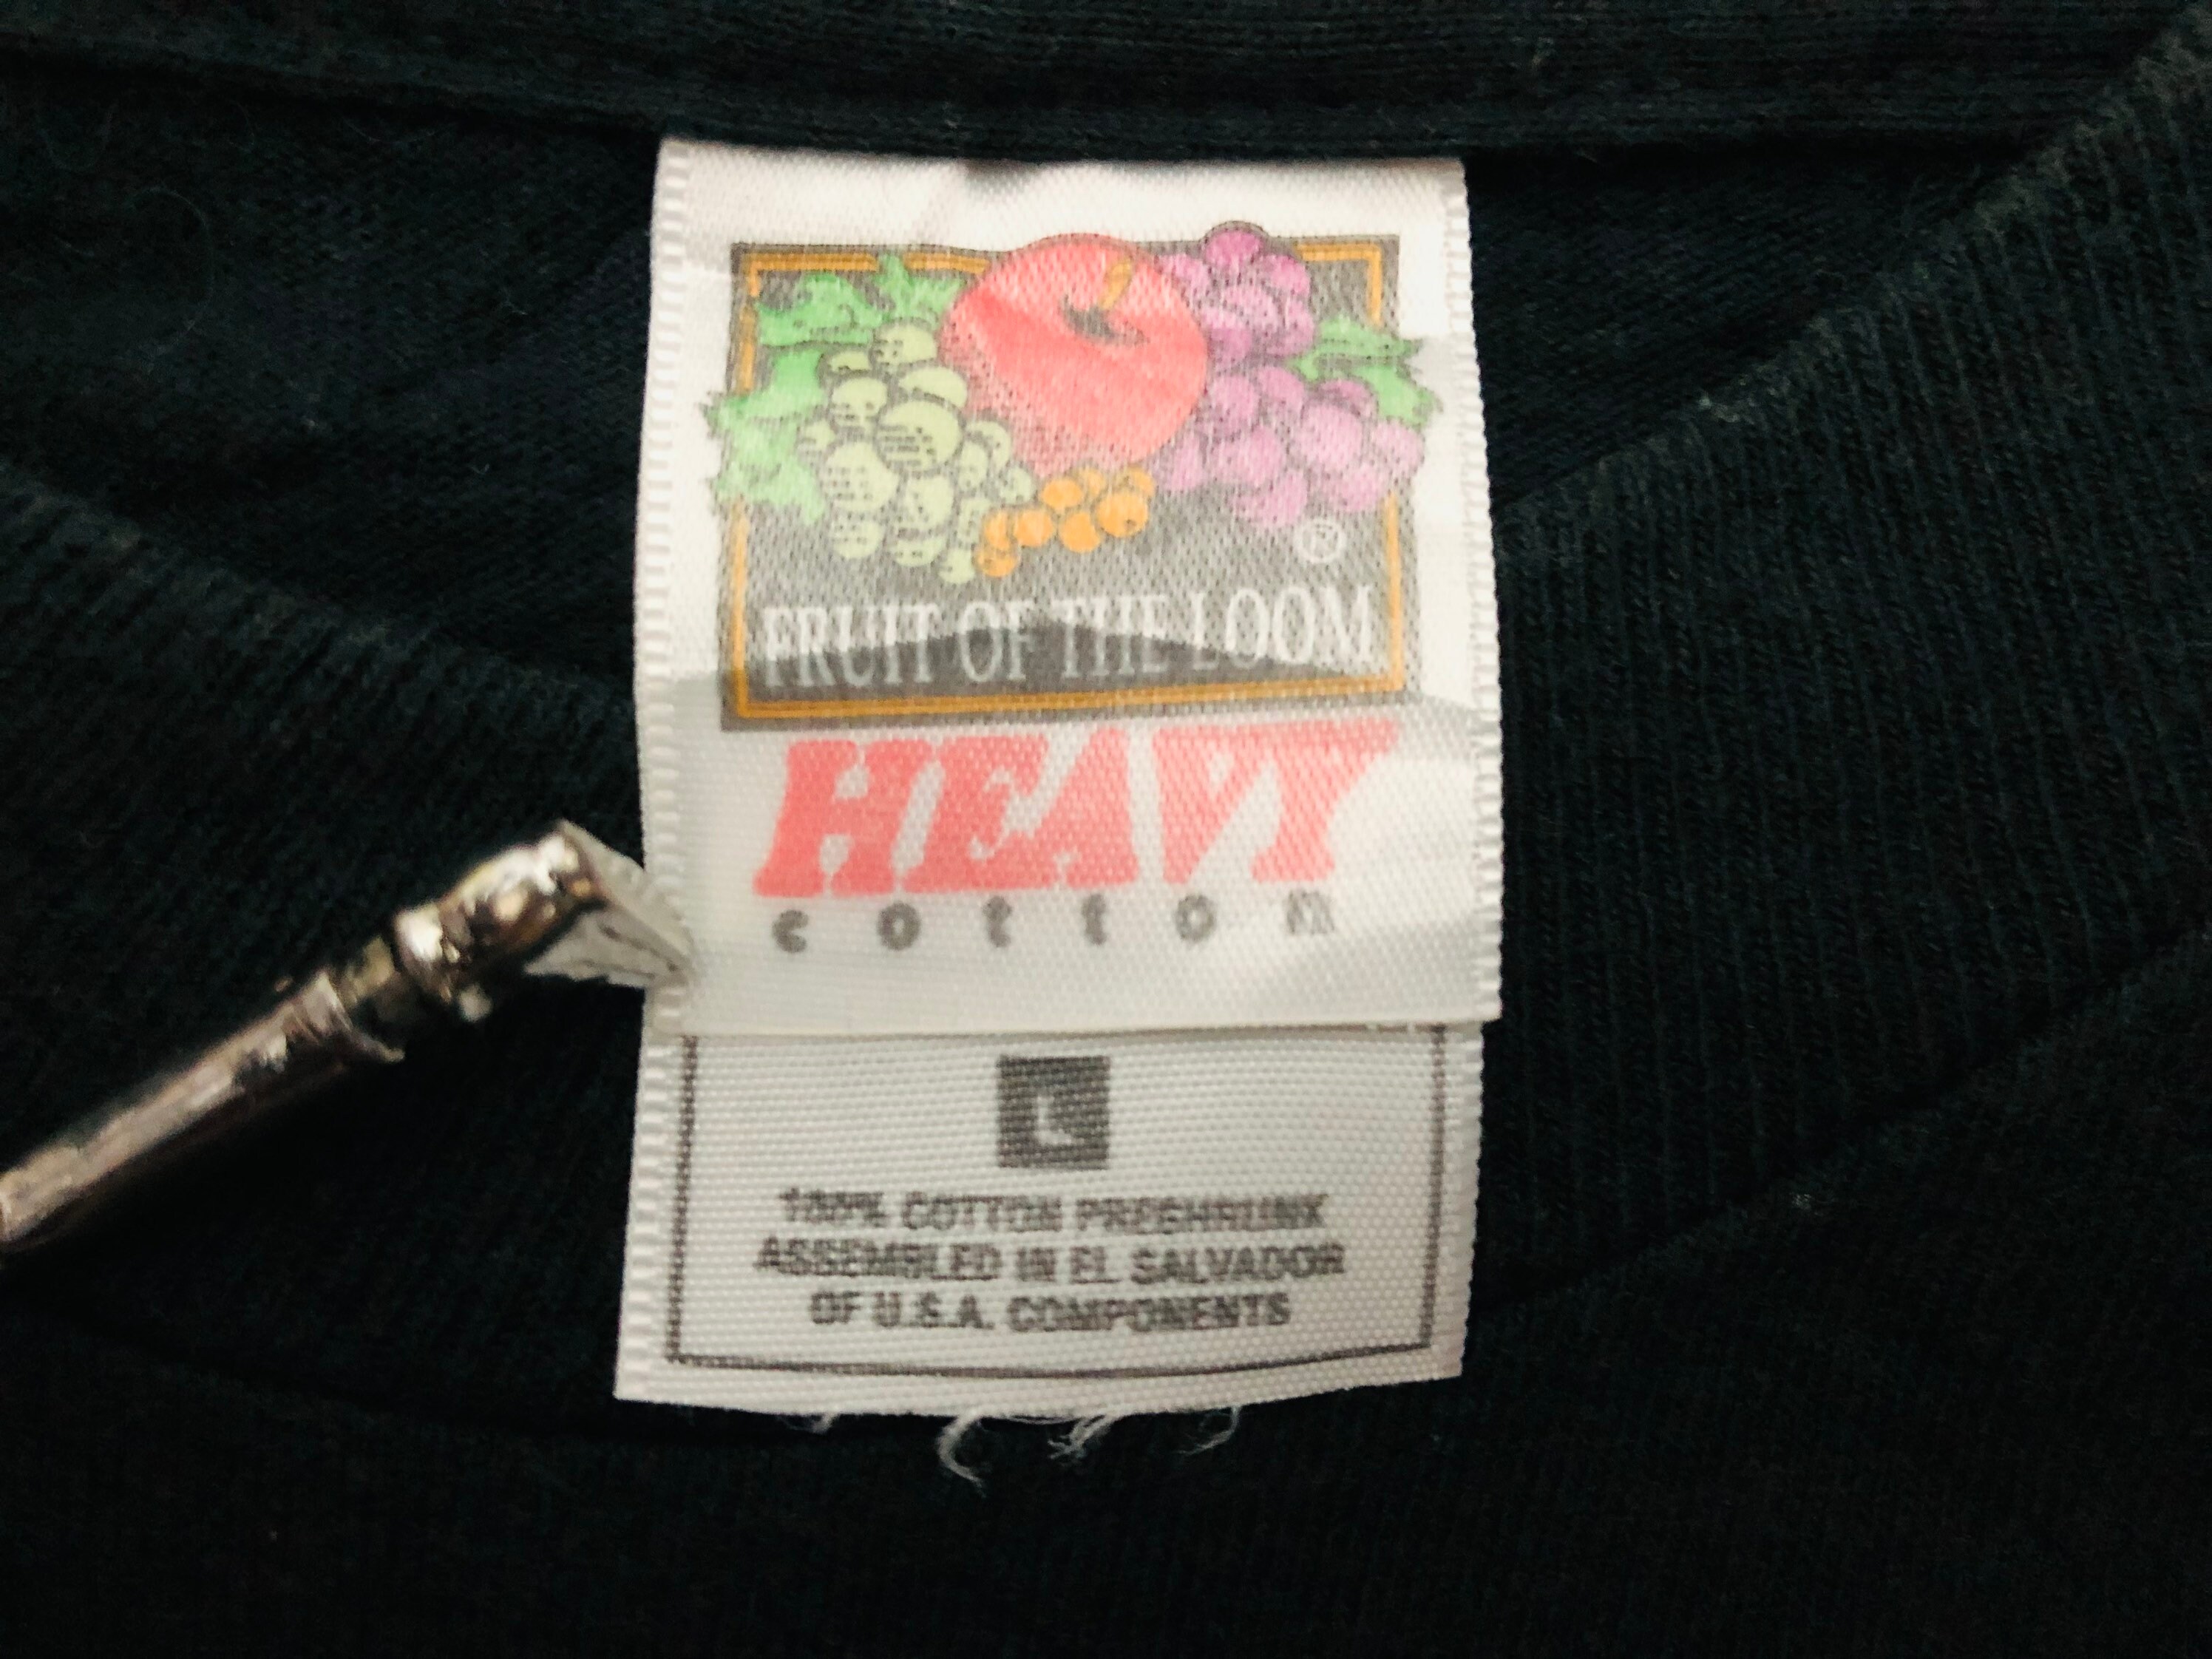 ®
FRUIT OF THE LOOM
HEAVY
cotton
L
100% COTTON PRESHRUNK
ASSEMBLED IN EL SALVADOR
OF U.S.A. COMPONENTS